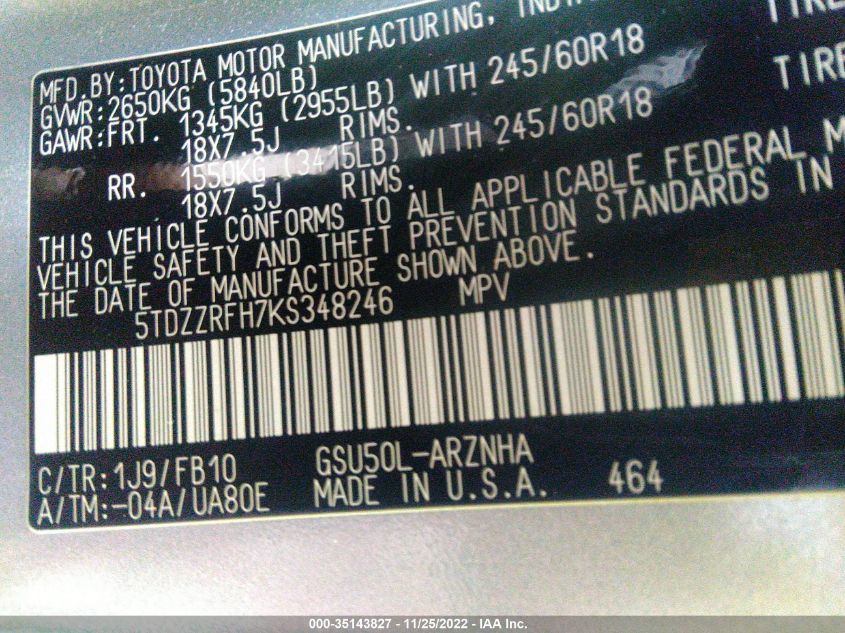 MFD.BY:TOYOTA MOTOR MANUFACTURING,
GVWR:2650KG (5840LB)
GAWR:FRT. 1345KG (2955LB) WITH 245/60R18 TIRE
18X7.5J RIMS.
RR. 1550KG (3415LB) WITH 245/60R18 TIRE
18X7.5J RIMS.
THIS VEHICLE CONFORMS TO ALL APPLICABLE FEDERAL M
VEHICLE SAFETY AND THEFT PREVENTION STANDARDS IN
THE DATE OF MANUFACTURE SHOWN ABOVE.
5TDZZRFH7KS348246 MPV
C/TR:1J9/FB10 GSU50L-ARZNHA
A/TM:-04A/UA80E MADE IN U.S.A. 464
000-35143827 - 11/25/2022 - IAA Inc.